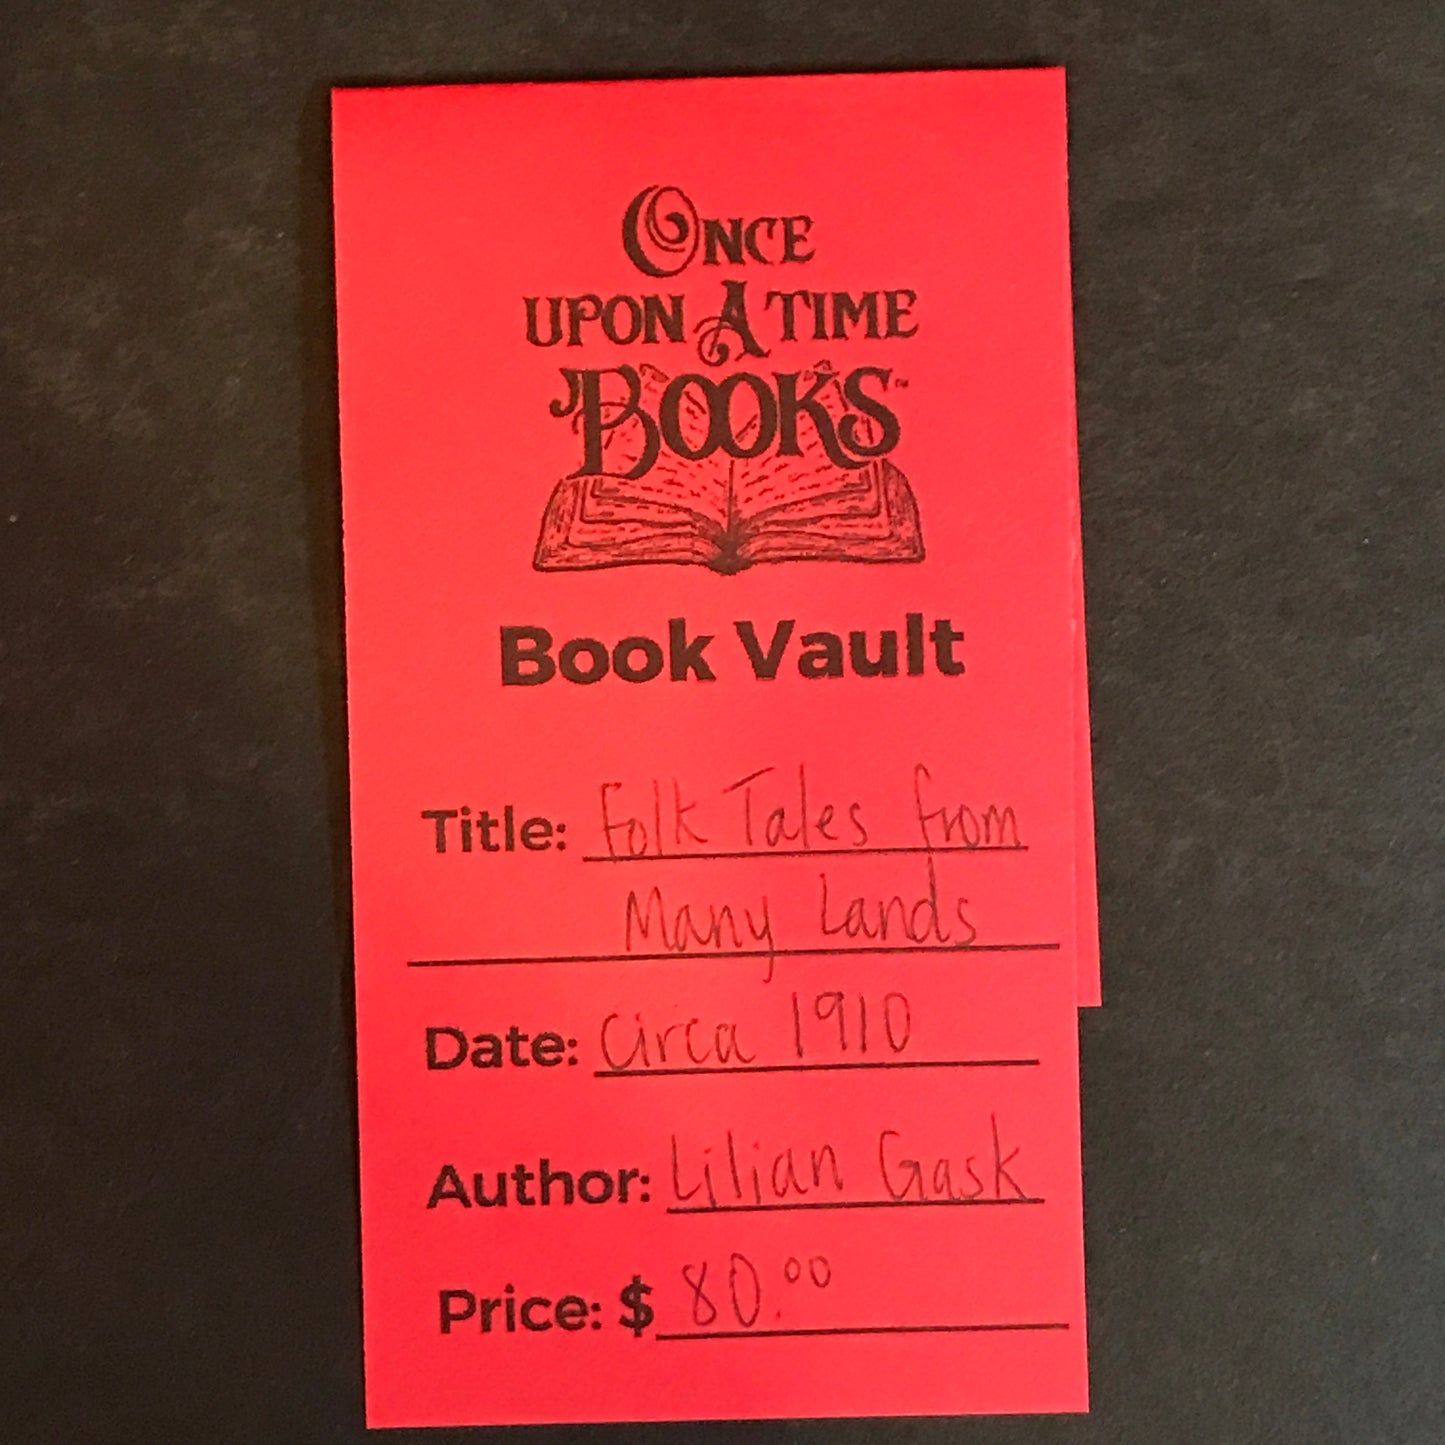 ONCE
UPON A TIME
BOOKS™
Book Vault
Title: Folk Tales from
Many Lands
Date: Circa 1910
Author: Lilian Gask
Price: $ 80.00